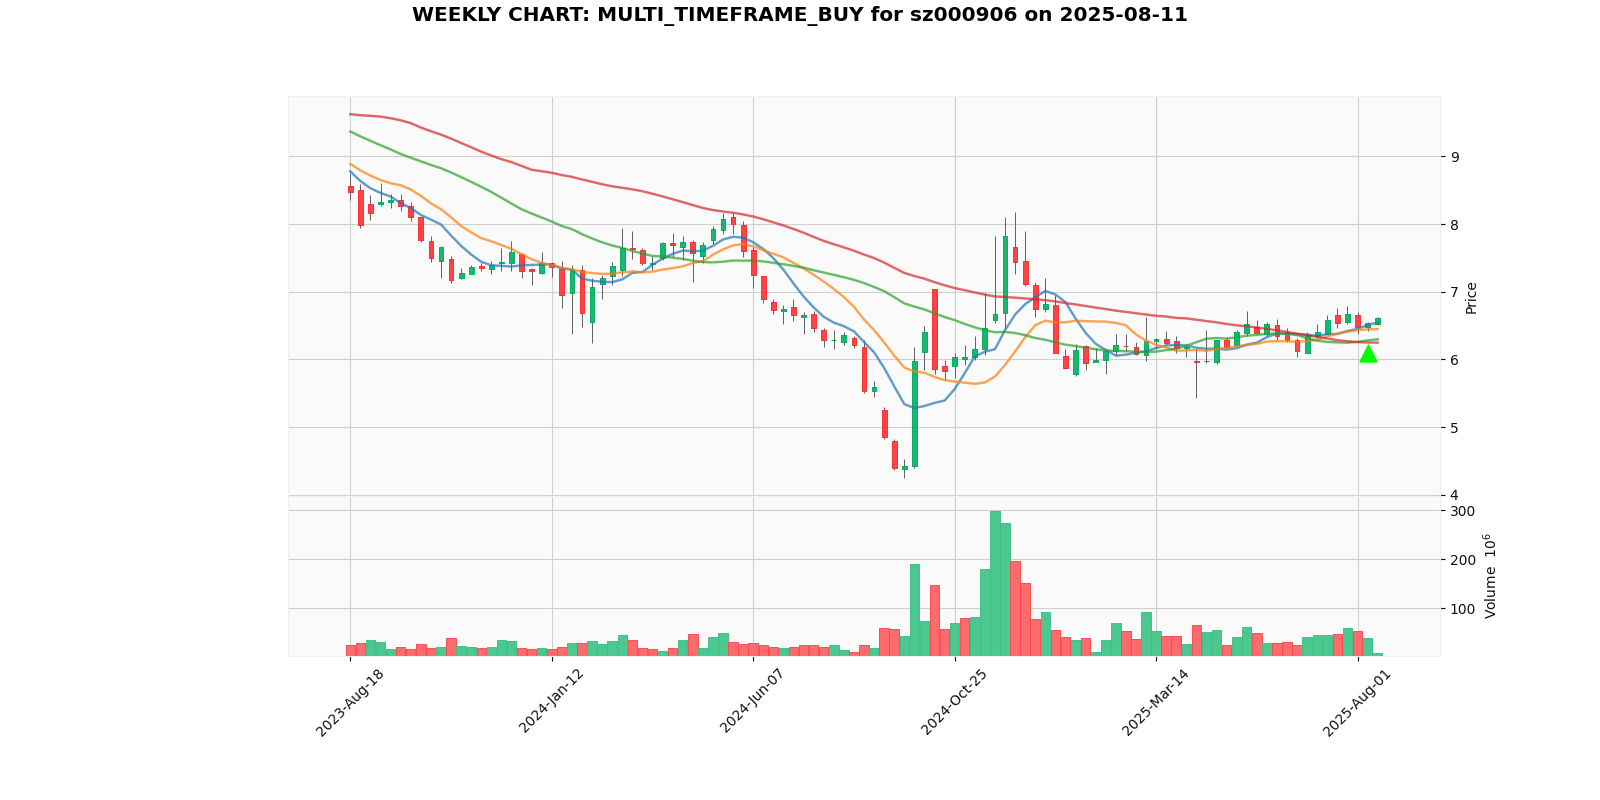 WEEKLY CHART: MULTI_TIMEFRAME_BUY for sz000906 on 2025-08-11
9
8
7
6
5
4
Price
300
200
100
Volume 10^6
2023-Aug-18
2024-Jan-12
2024-Jun-07
2024-Oct-25
2025-Mar-14
2025-Aug-01